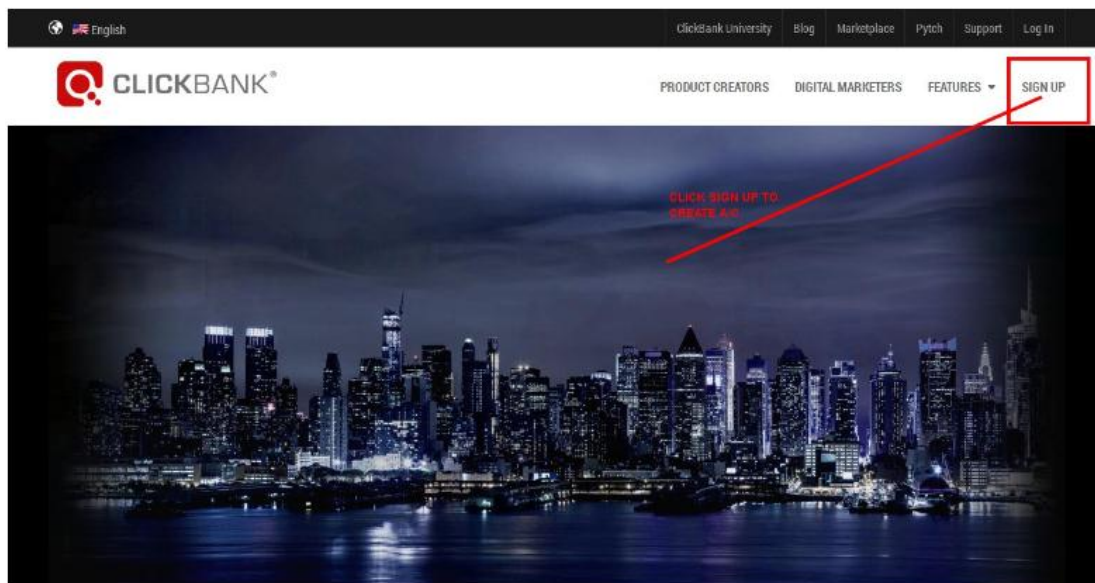 English ClickBank University Blog Marketplace Pytch Support Log In
CLICKBANK®
PRODUCT CREATORS DIGITAL MARKETERS FEATURES SIGN UP
CLICK SIGN UP TO
CREATE A/C